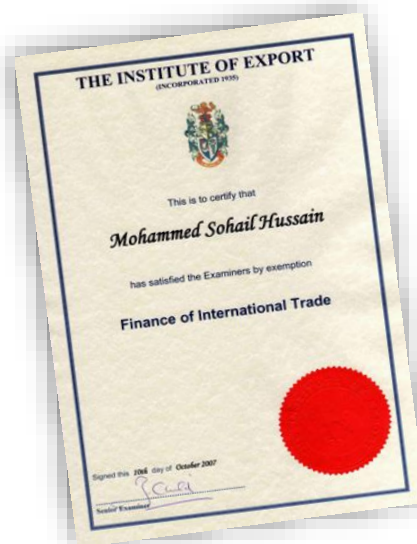 THE INSTITUTE OF EXPORT
(INCORPORATED 1935)
This is to certify that
Mohammed Sohail Hussain
has satisfied the Examiners by exemption
Finance of International Trade
Signed this 10th day of October 2007
Senior Examiner